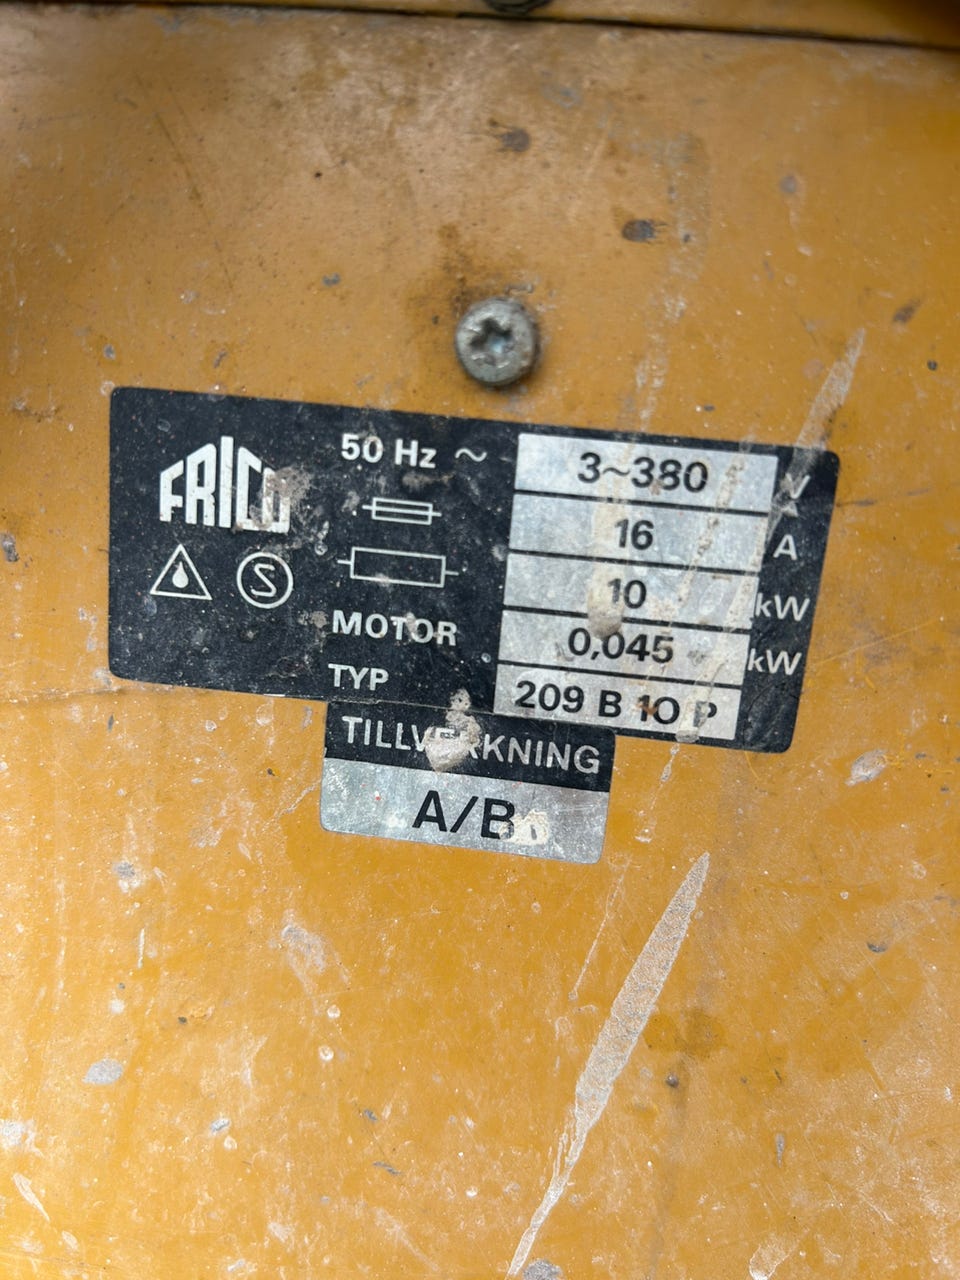 FRICO
50 Hz ~ 3~380 V
16 A
10 kW
MOTOR 0,045 kW
TYP 209 B 10 P
TILLVERKNING
A/B